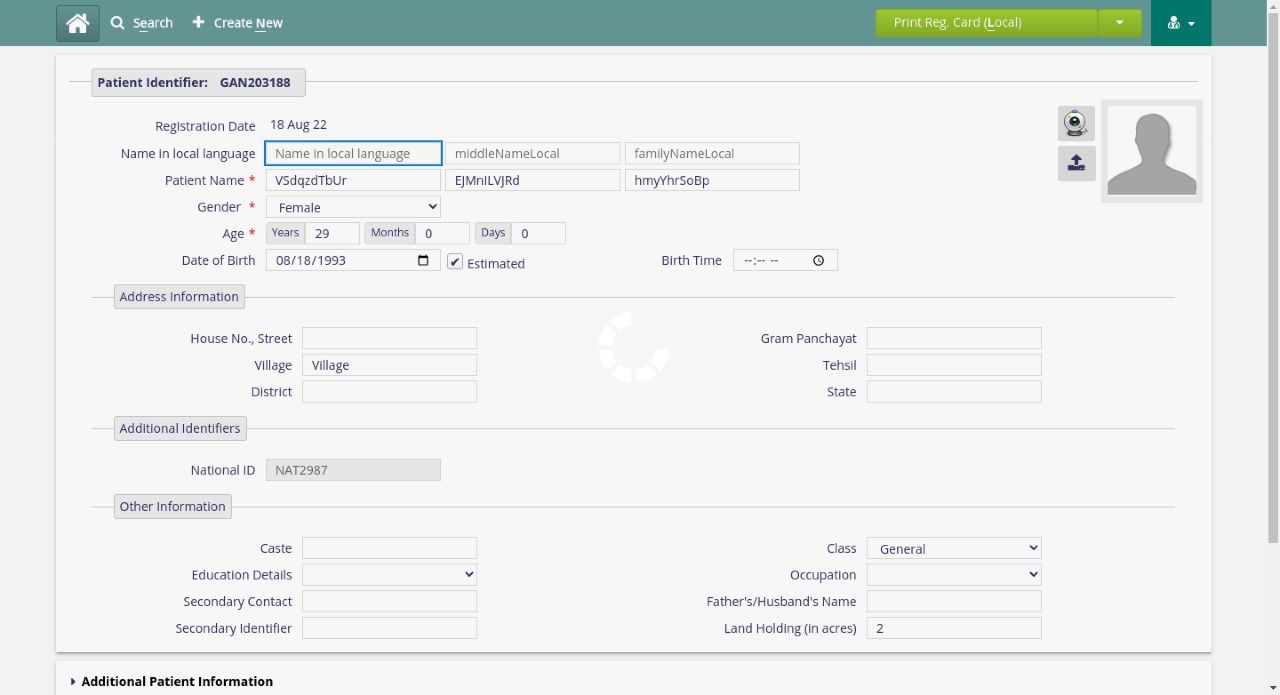 Search Create New Print Reg. Card (Local)
Patient Identifier: GAN203188
Registration Date 18 Aug 22
Name in local language Name in local language middleNameLocal familyNameLocal
Patient Name * VSdqzdTbUr EJMnILVJRd hmyYhrSoBp
Gender * Female
Age * Years 29 Months 0 Days 0
Date of Birth 08/18/1993 Estimated Birth Time --:-- --
Address Information
House No., Street Gram Panchayat
Village Village Tehsil
District State
Additional Identifiers
National ID NAT2987
Other Information
Caste Class General
Education Details Occupation
Secondary Contact Father's/Husband's Name
Secondary Identifier Land Holding (in acres) 2
Additional Patient Information